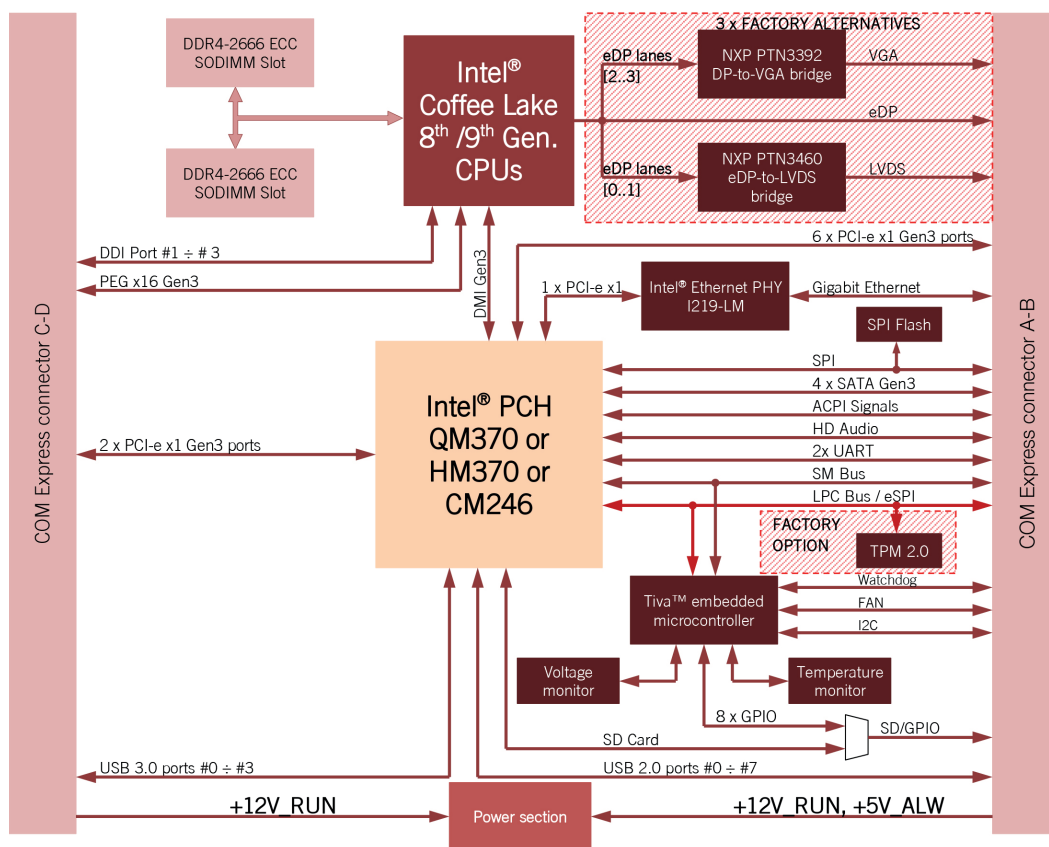 3 x FACTORY ALTERNATIVES
DDR4-2666 ECC
SODIMM Slot
Intel®
Coffee Lake
8th /9th Gen.
CPUs
eDP lanes
[2..3]
NXP PTN3392
DP-to-VGA bridge
VGA
eDP
DDR4-2666 ECC
SODIMM Slot
eDP lanes
[0..1]
NXP PTN3460
eDP-to-LVDS
bridge
LVDS
DDI Port #1 ÷ # 3
PEG x16 Gen3
DMI Gen3
6 x PCI-e x1 Gen3 ports
1 x PCI-e x1
Intel® Ethernet PHY
I219-LM
Gigabit Ethernet
SPI Flash
COM Express connector C-D
COM Express connector A-B
Intel® PCH
QM370 or
HM370 or
CM246
2 x PCI-e x1 Gen3 ports
SPI
4 x SATA Gen3
ACPI Signals
HD Audio
2x UART
SM Bus
LPC Bus / eSPI
FACTORY
OPTION
TPM 2.0
Tiva™ embedded
microcontroller
Watchdog
FAN
I2C
Voltage
monitor
Temperature
monitor
8 x GPIO
SD Card
SD/GPIO
USB 3.0 ports #0 ÷ #3
USB 2.0 ports #0 ÷ #7
+12V_RUN
Power section
+12V_RUN, +5V_ALW